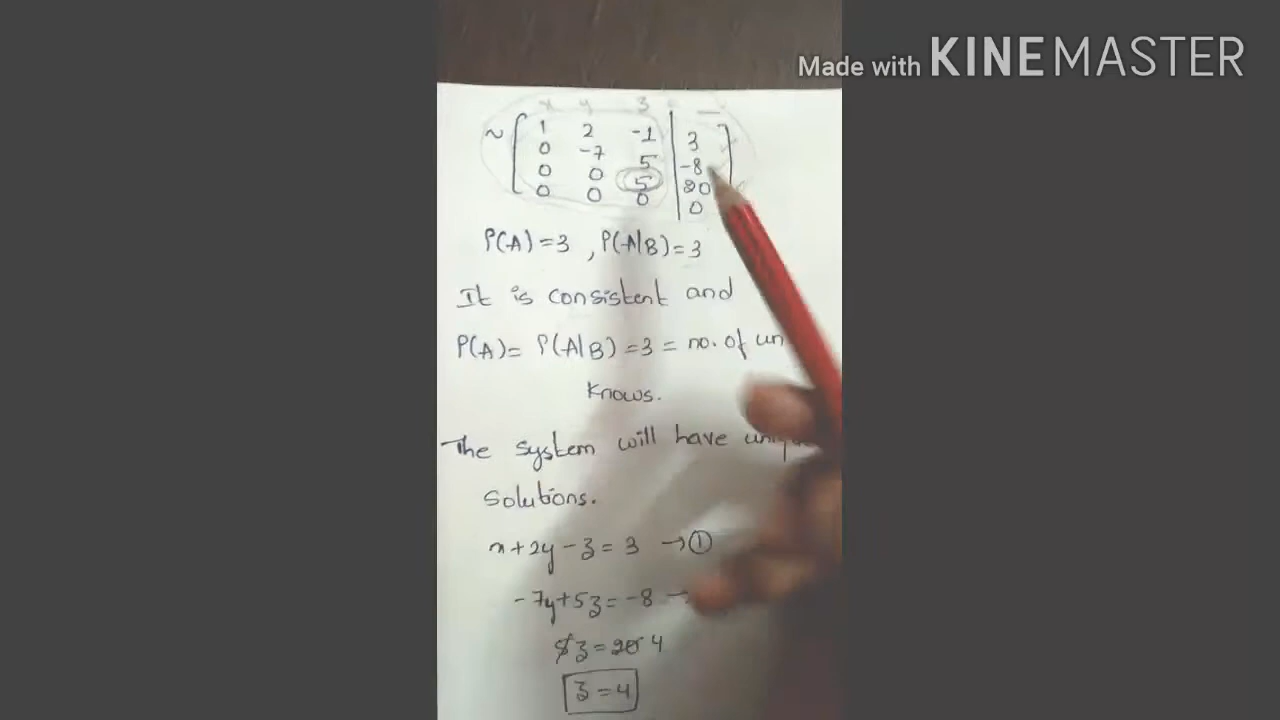 Made with KINEMASTER
x y z
~ [ 1 2 -1 | 3 ]
0 -7 5 | -8
0 0 5 | 20
0 0 0 | 0
ρ(A) = 3 , ρ(A|B) = 3
It is consistent and
ρ(A) = ρ(A|B) = 3 = no. of un
knows.
The system will have
solutions.
x + 2y - z = 3 → ①
-7y + 5z = -8 →
5z = 20 4
z = 4